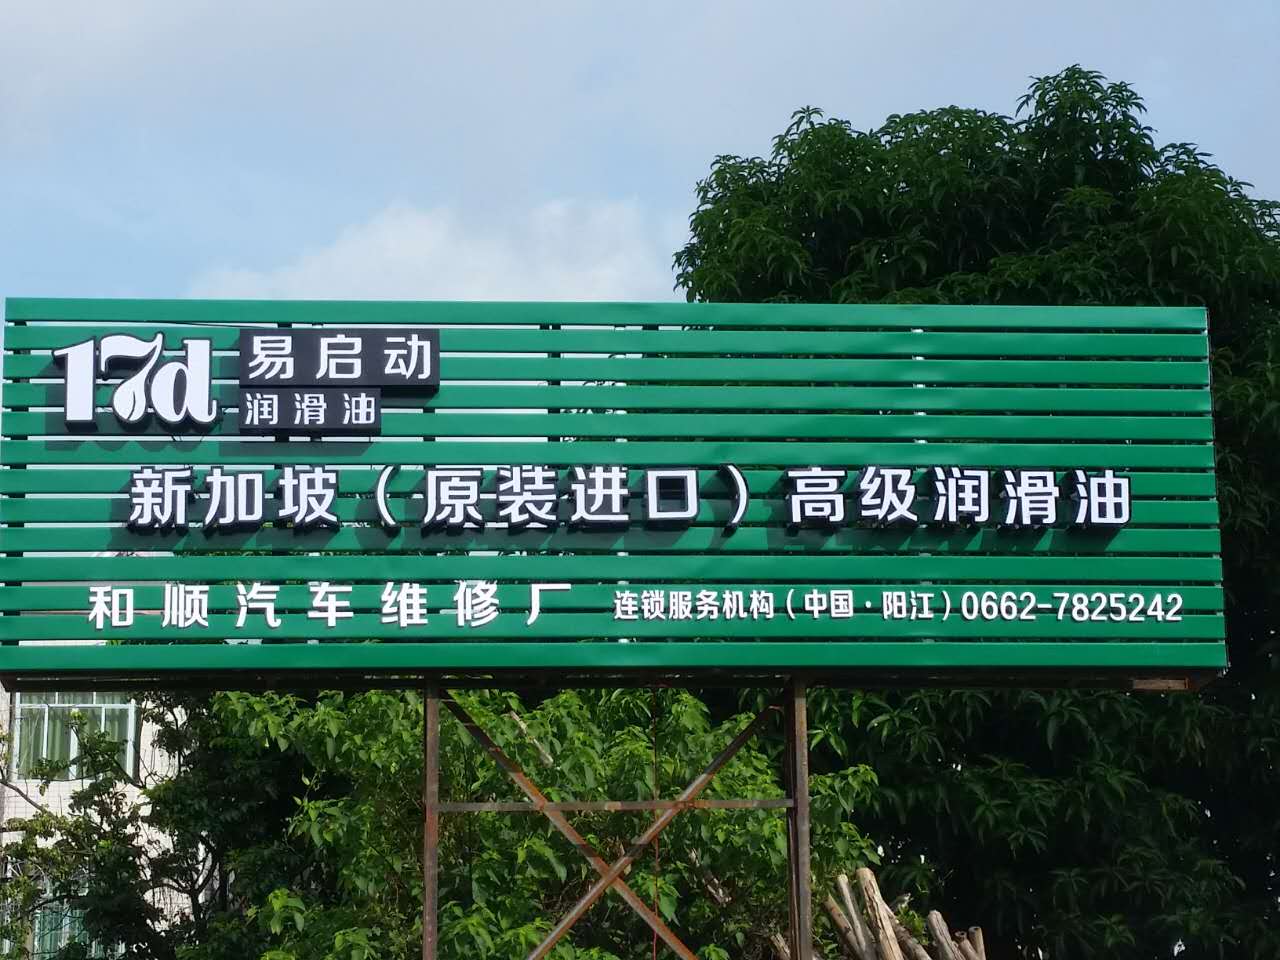 17d 易启动
润滑油
新加坡（原装进口）高级润滑油
和顺汽车维修厂 连锁服务机构（中国·阳江）0662-7825242